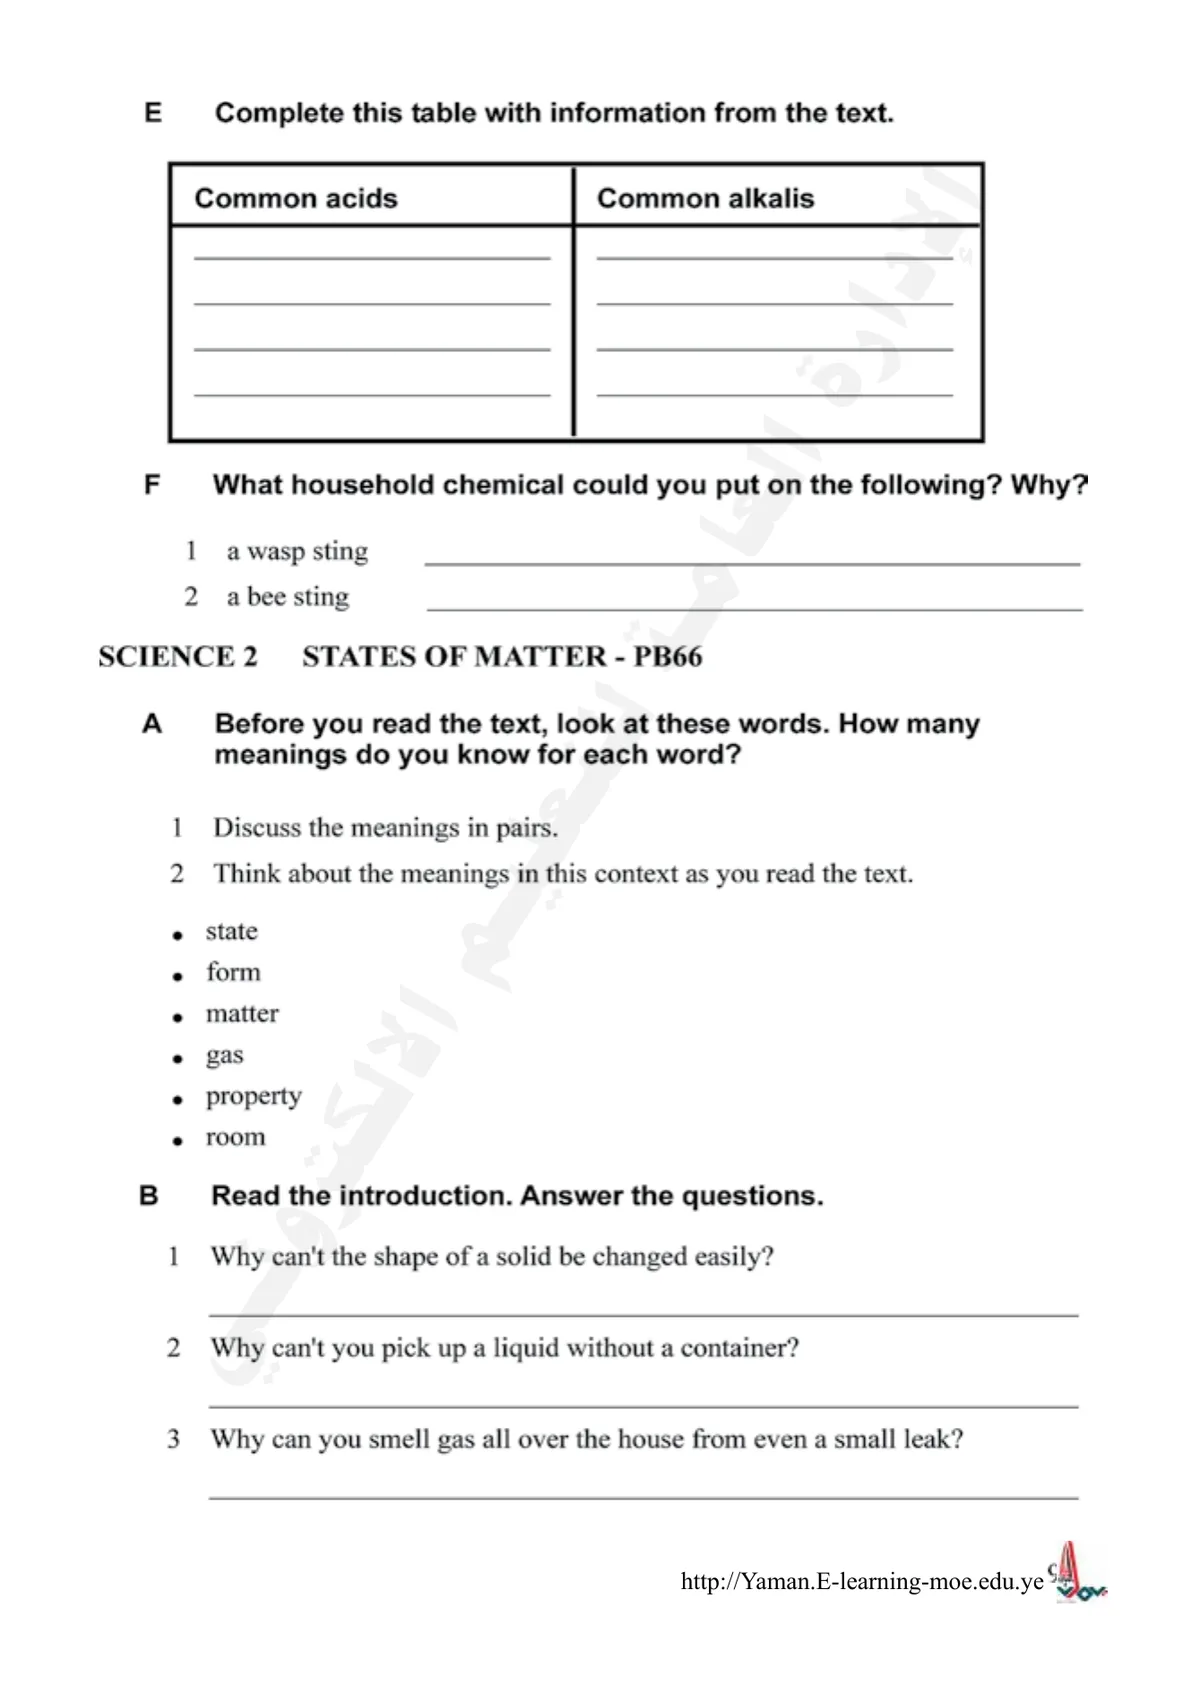 E Complete this table with information from the text.
Common acids Common alkalis
F What household chemical could you put on the following? Why?
1 a wasp sting
2 a bee sting
SCIENCE 2 STATES OF MATTER - PB66
A Before you read the text, look at these words. How many
meanings do you know for each word?
1 Discuss the meanings in pairs.
2 Think about the meanings in this context as you read the text.
• state
• form
• matter
• gas
• property
• room
B Read the introduction. Answer the questions.
1 Why can't the shape of a solid be changed easily?
2 Why can't you pick up a liquid without a container?
3 Why can you smell gas all over the house from even a small leak?
http://Yaman.E-learning-moe.edu.ye
الإدارة العامة للتعليم الإلكتروني